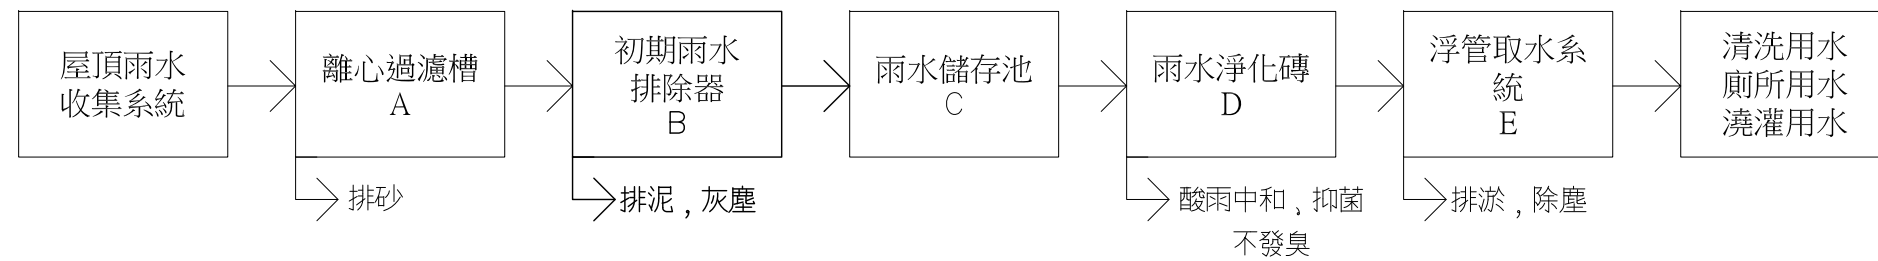 屋頂雨水
收集系統
離心過濾槽
A
初期雨水
排除器
B
雨水儲存池
C
雨水淨化磚
D
浮管取水系
統
E
清洗用水
廁所用水
澆灌用水
排砂
排泥，灰塵
酸雨中和、抑菌
不發臭
排淤，除塵